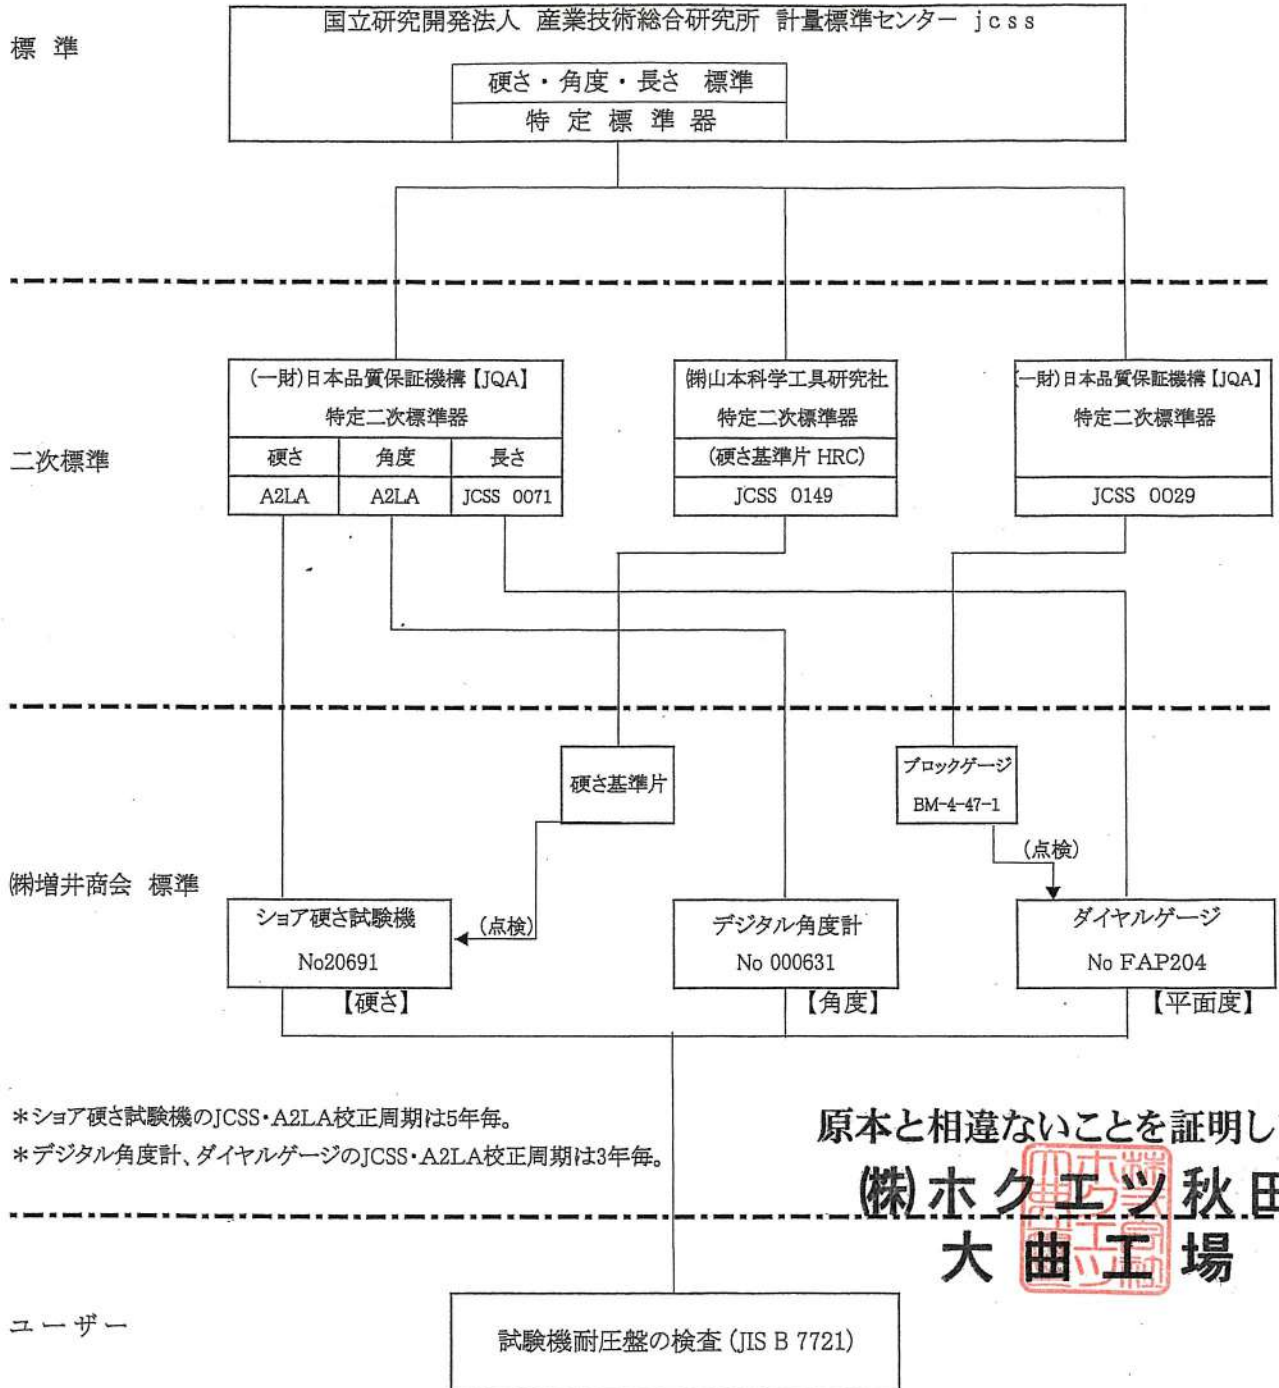 国立研究開発法人 産業技術総合研究所 計量標準センター jcss
標 準
硬さ・角度・長さ 標準
特 定 標 準 器
(一財)日本品質保証機構【JQA】
特定二次標準器
硬さ 角度 長さ
A2LA A2LA JCSS 0071
㈱山本科学工具研究社
特定二次標準器
(硬さ基準片 HRC)
JCSS 0149
(一財)日本品質保証機構【JQA】
特定二次標準器
JCSS 0029
二次標準
硬さ基準片
ブロックゲージ
BM-4-47-1
(点検)
㈱増井商会 標準
ショア硬さ試験機
No20691
【硬さ】
(点検)
デジタル角度計
No 000631
【角度】
ダイヤルゲージ
No FAP204
【平面度】
＊ショア硬さ試験機のJCSS・A2LA校正周期は5年毎。
＊デジタル角度計、ダイヤルゲージのJCSS・A2LA校正周期は3年毎。
原本と相違ないことを証明し
㈱ホクエツ秋田
大曲工場
ユーザー
試験機耐圧盤の検査 (JIS B 7721)